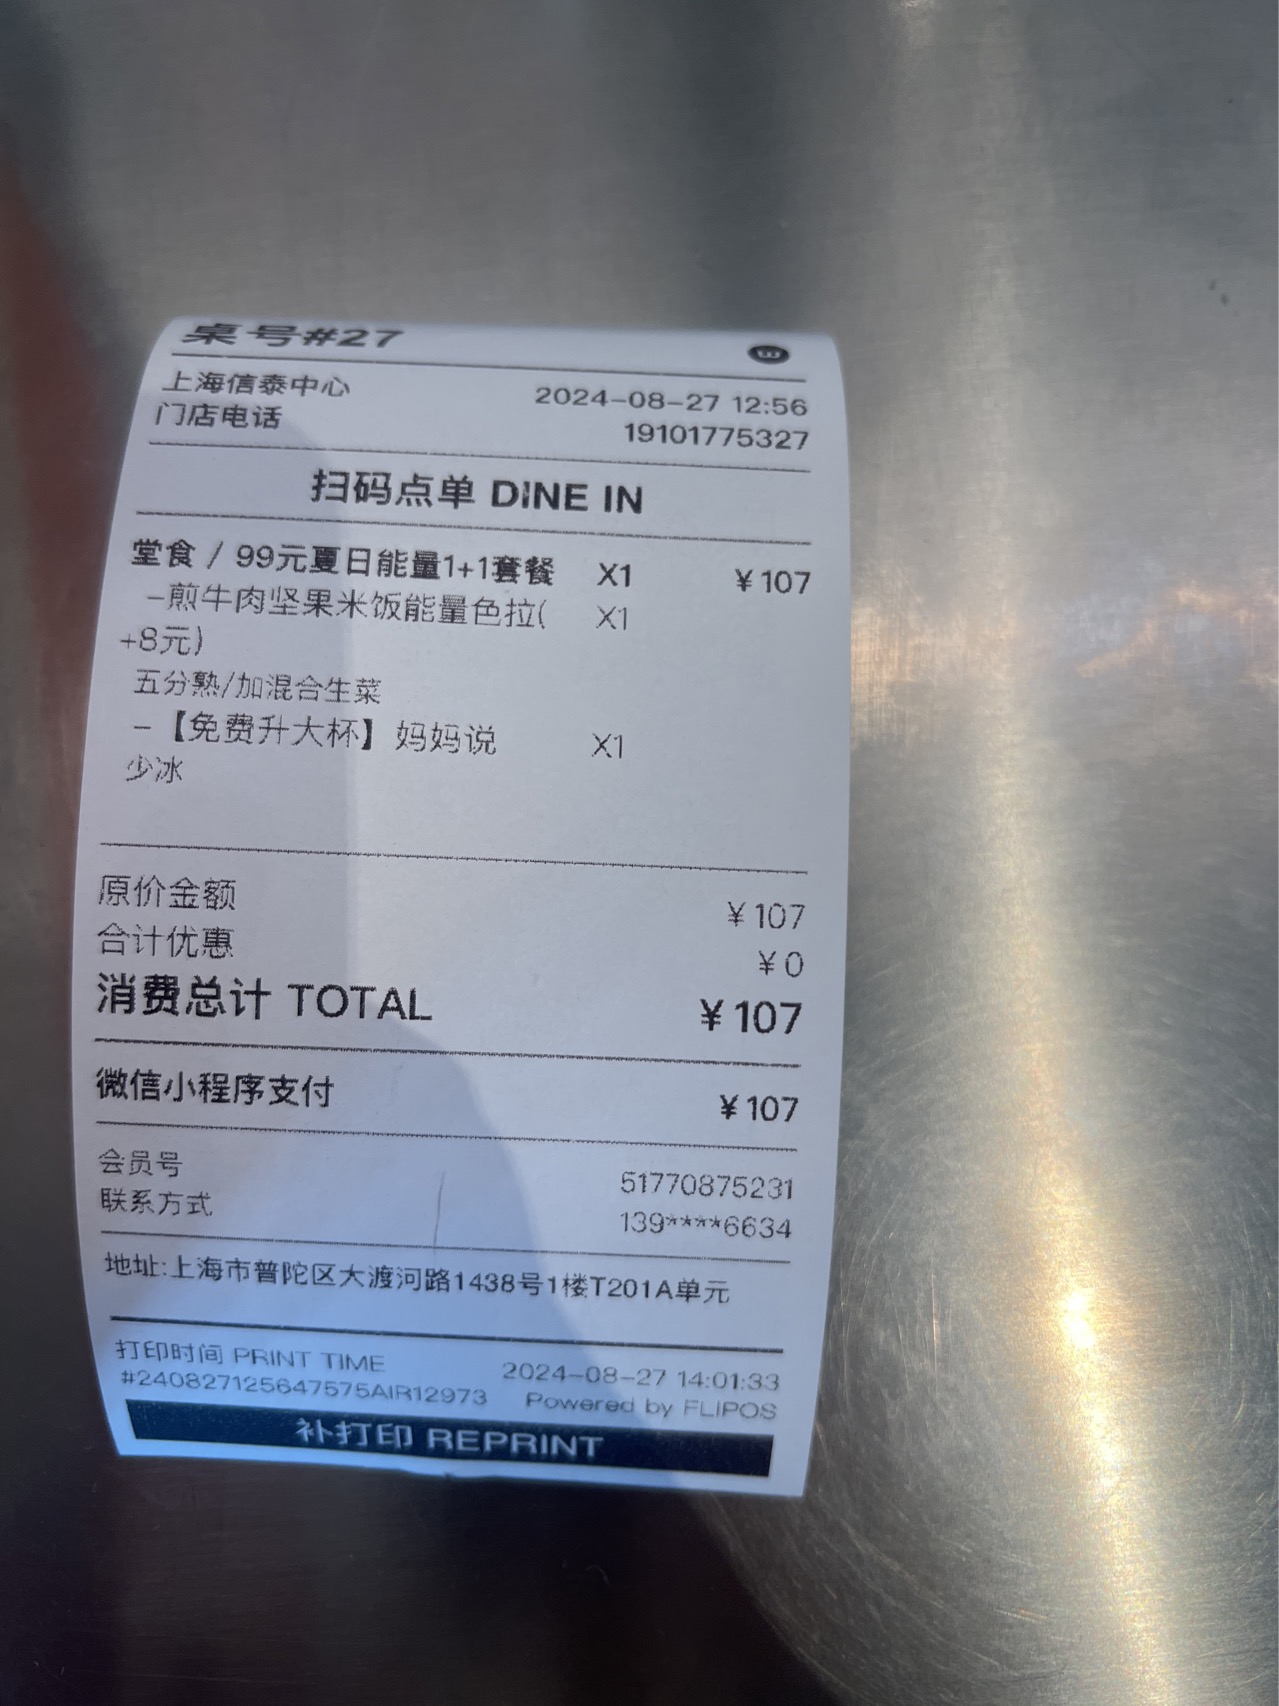 桌号#27
上海信泰中心 2024-08-27 12:56
门店电话 19101775327
扫码点单 DINE IN
堂食 / 99元夏日能量1+1套餐 X1 ¥107
-煎牛肉坚果米饭能量色拉( X1
+8元)
五分熟/加混合生菜
-【免费升大杯】妈妈说 X1
少冰
原价金额 ¥107
合计优惠 ¥0
消费总计 TOTAL ¥107
微信小程序支付 ¥107
会员号 51770875231
联系方式 139****6634
地址:上海市普陀区大渡河路1438号1楼T201A单元
打印时间 PRINT TIME 2024-08-27 14:01:33
#240827125647575AIR12973 Powered by FLIPOS
补打印 REPRINT